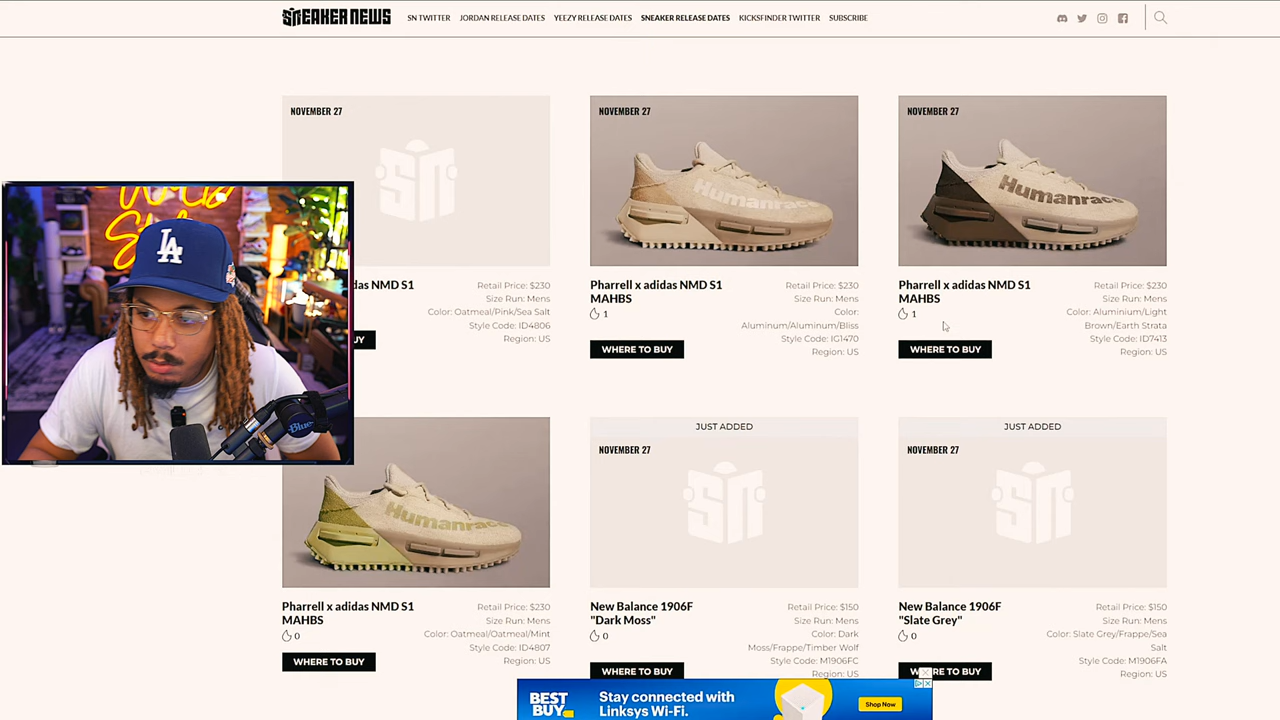 SNEAKER NEWS
SN TWITTER JORDAN RELEASE DATES YEEZY RELEASE DATES SNEAKER RELEASE DATES KICKSFINDER TWITTER SUBSCRIBE
NOVEMBER 27
SN
das NMD S1
Retail Price: $230
Size Run: Mens
Color: Oatmeal/Pink/Sea Salt
Style Code: ID4806
Region: US
UY
NOVEMBER 27
Humanrace
Pharrell x adidas NMD S1
MAHBS
1
Retail Price: $230
Size Run: Mens
Color:
Aluminum/Aluminum/Bliss
Style Code: IG1470
Region: US
WHERE TO BUY
NOVEMBER 27
Humanrace
Pharrell x adidas NMD S1
MAHBS
1
Retail Price: $230
Size Run: Mens
Color: Aluminium/Light
Brown/Earth Strata
Style Code: ID7413
Region: US
WHERE TO BUY
LA
Blue
Humanrace
Pharrell x adidas NMD S1
MAHBS
0
Retail Price: $230
Size Run: Mens
Color: Oatmeal/Oatmeal/Mint
Style Code: ID4807
Region: US
WHERE TO BUY
JUST ADDED
NOVEMBER 27
SN
New Balance 1906F
"Dark Moss"
0
Retail Price: $150
Size Run: Mens
Color: Dark
Moss/Frappe/Timber Wolf
Style Code: M1906FC
Region: US
WHERE TO BUY
JUST ADDED
NOVEMBER 27
SN
New Balance 1906F
"Slate Grey"
0
Retail Price: $150
Size Run: Mens
Color: Slate Grey/Frappe/Sea
Salt
Style Code: M1906FA
Region: US
WHERE TO BUY
BEST
BUY
Stay connected with
Linksys Wi-Fi.
Shop Now